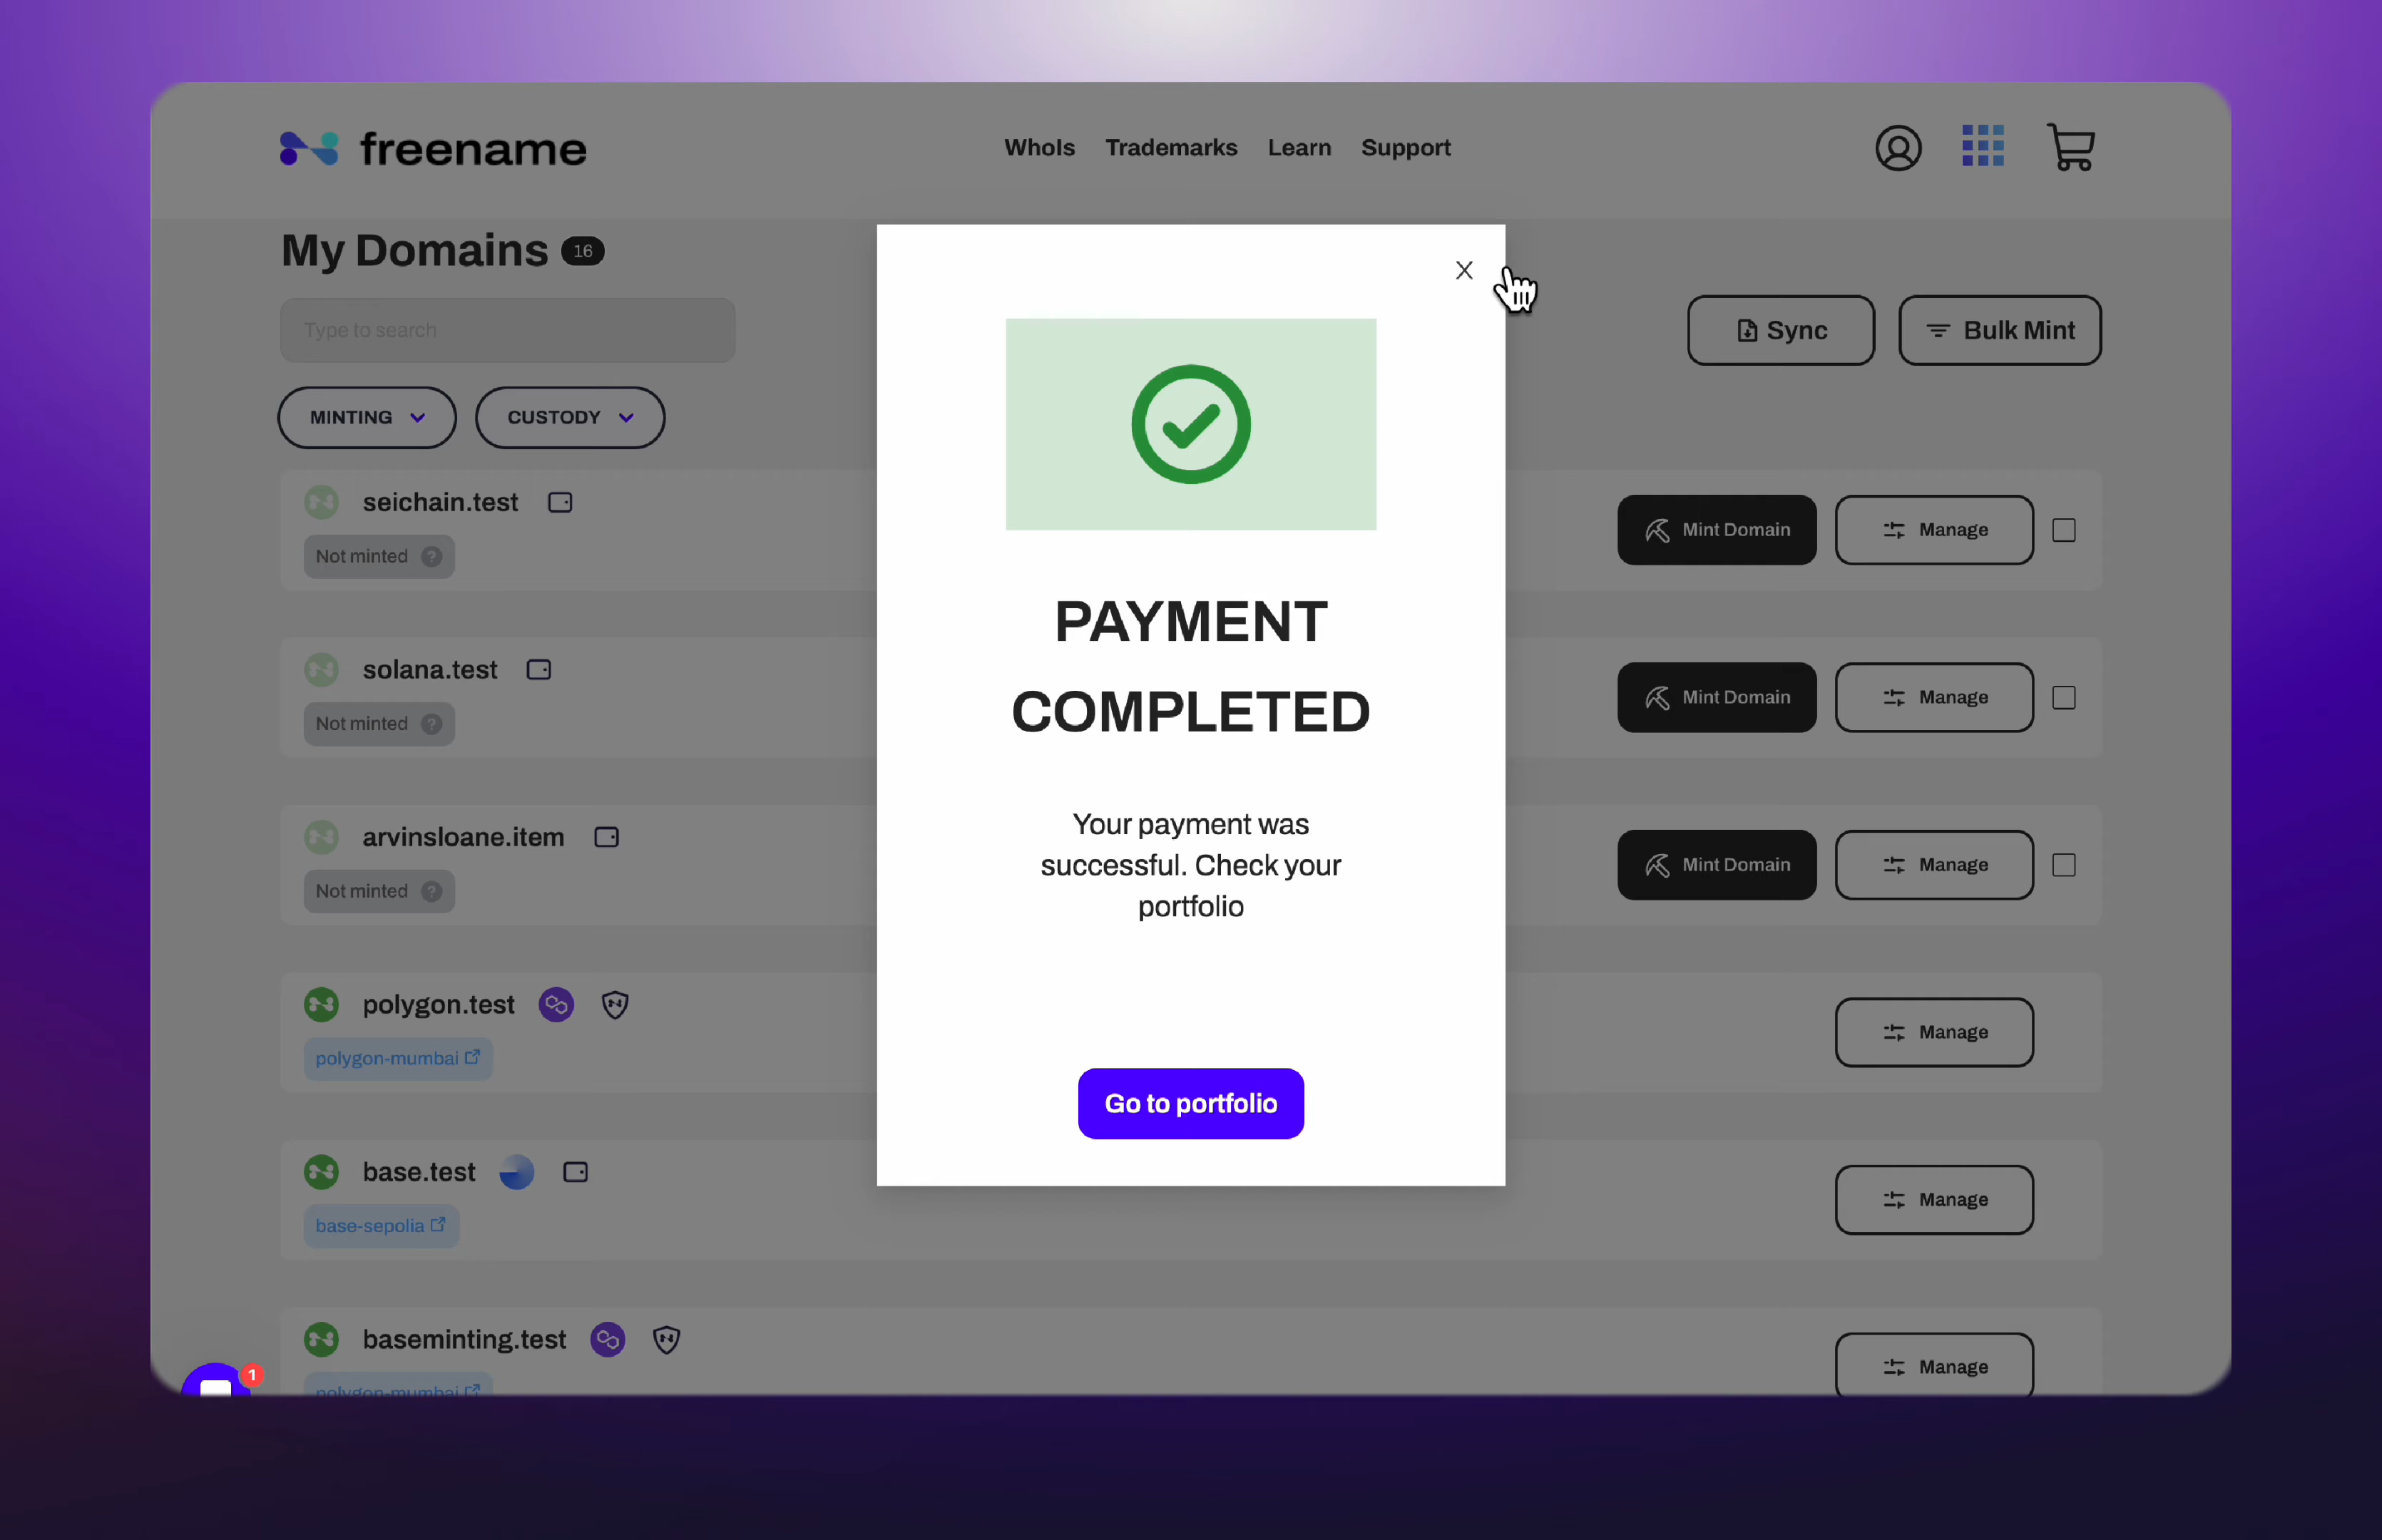 freename
WhoIs Trademarks Learn Support
My Domains 16
Type to search
Sync Bulk Mint
MINTING CUSTODY
seichain.test
Not minted ?
Mint Domain Manage
solana.test
Not minted ?
Mint Domain Manage
arvinsloane.item
Not minted ?
Mint Domain Manage
polygon.test
polygon-mumbai
Manage
base.test
base-sepolia
Manage
baseminting.test
polygon-mumbai
Manage
1
X
PAYMENT
COMPLETED
Your payment was
successful. Check your
portfolio
Go to portfolio